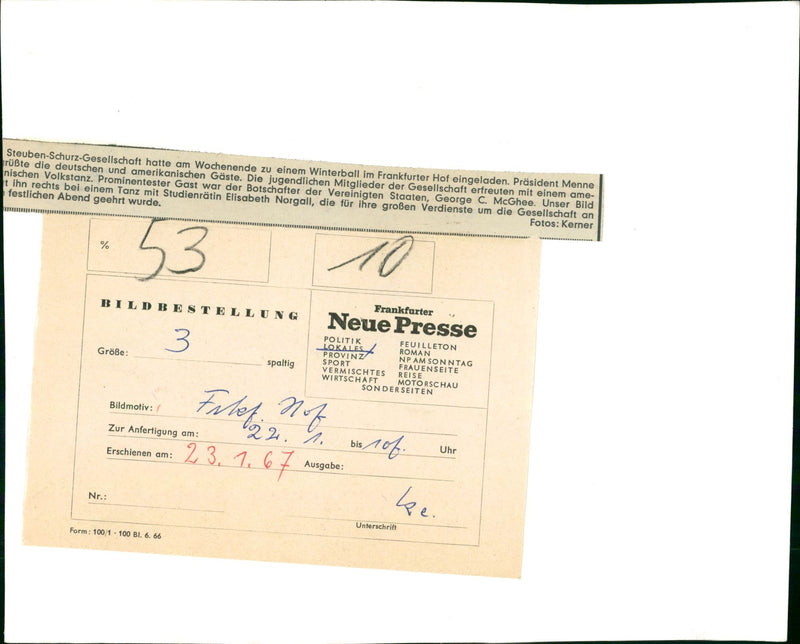 Steuben-Schurz-Gesellschaft hatte am Wochenende zu einem Winterball im Frankfurter Hof eingeladen. Präsident Menne
rüßte die deutschen und amerikanischen Gäste. Die jugendlichen Mitglieder der Gesellschaft erfreuten mit einem ame-
nischen Volkstanz. Prominentester Gast war der Botschafter der Vereinigten Staaten, George C. McGhee. Unser Bild
t ihn rechts bei einem Tanz mit Studienrätin Elisabeth Norgall, die für ihre großen Verdienste um die Gesellschaft an
festlichen Abend geehrt wurde.
Fotos: Kerner
% 53
10
BILDBESTELLUNG
Größe: 3 spaltig
Frankfurter
Neue Presse
POLITIK
LOKALES
PROVINZ
SPORT
VERMISCHTES
WIRTSCHAFT
FEUILLETON
ROMAN
NP AM SONNTAG
FRAUENSEITE
REISE
MOTORSCHAU
SONDERSEITEN
Bildmotiv: Frkf. Hof
Zur Anfertigung am: 22. 1. bis sof. Uhr
Erschienen am: 23. 1. 67 Ausgabe:
Nr.:
Ke.
Unterschrift
Form: 100/1 - 100 Bl. 6. 66